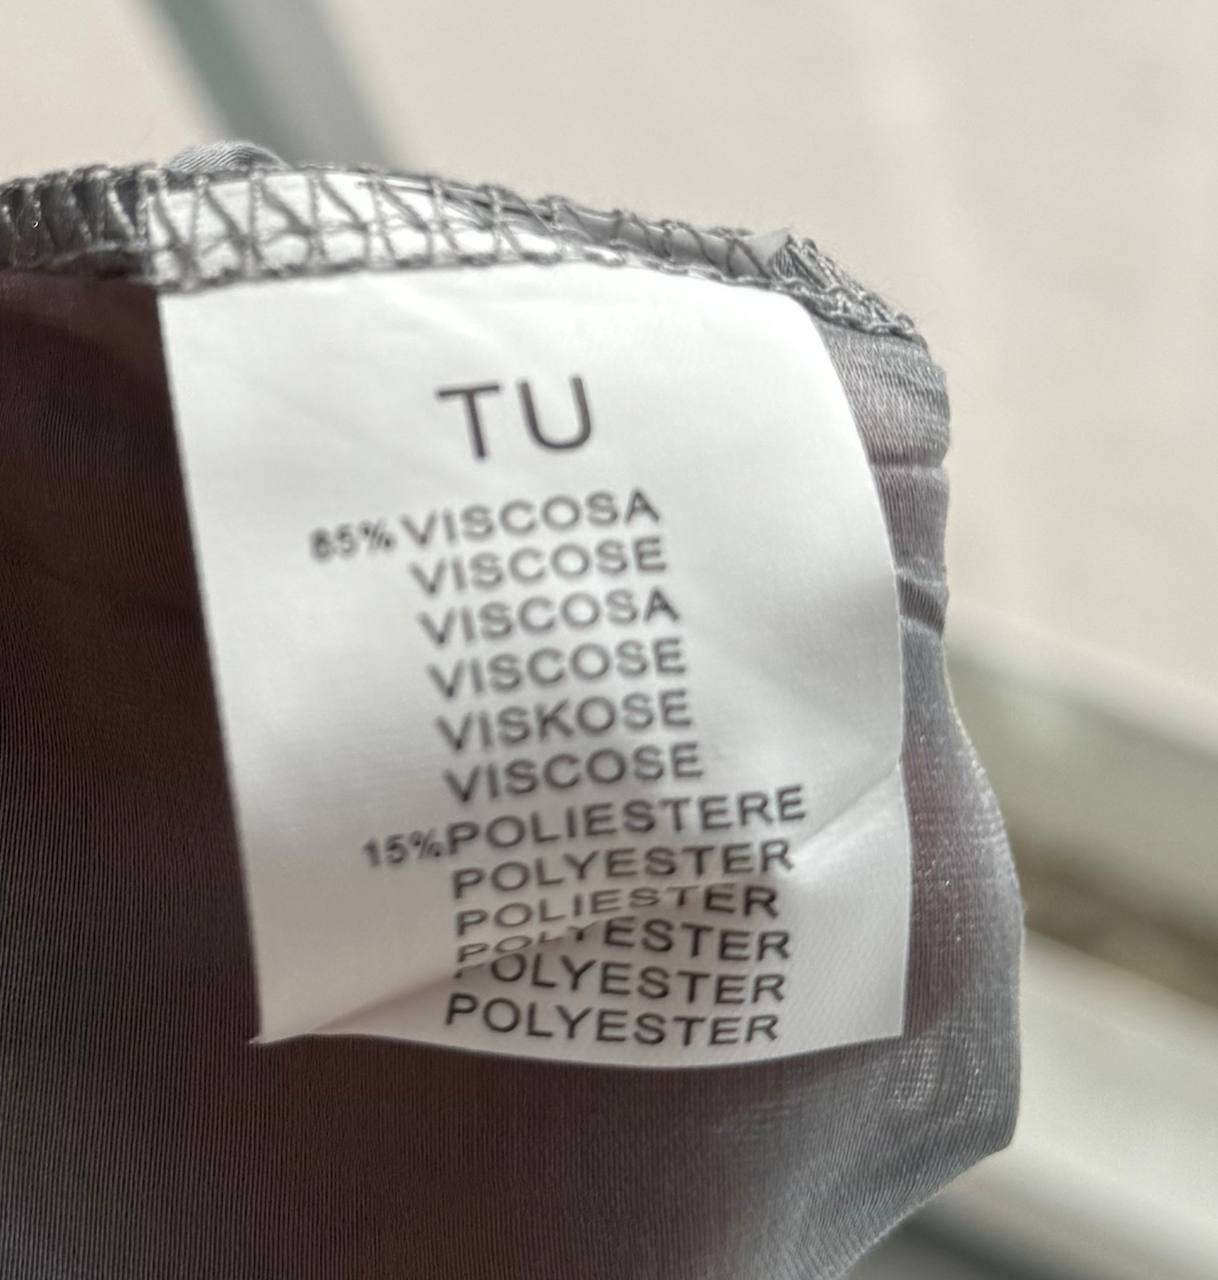 TU
85% VISCOSA
VISCOSE
VISCOSA
VISCOSE
VISKOSE
VISCOSE
15% POLIESTERE
POLYESTER
POLIESTER
POLYESTER
POLYESTER
POLYESTER